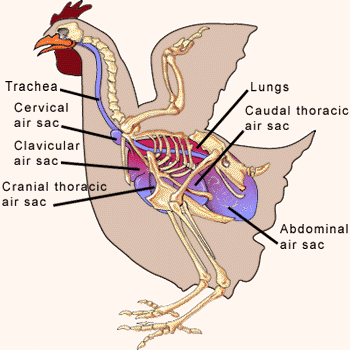 Trachea
Cervical
air sac
Clavicular
air sac
Cranial thoracic
air sac
Lungs
Caudal thoracic
air sac
Abdominal
air sac